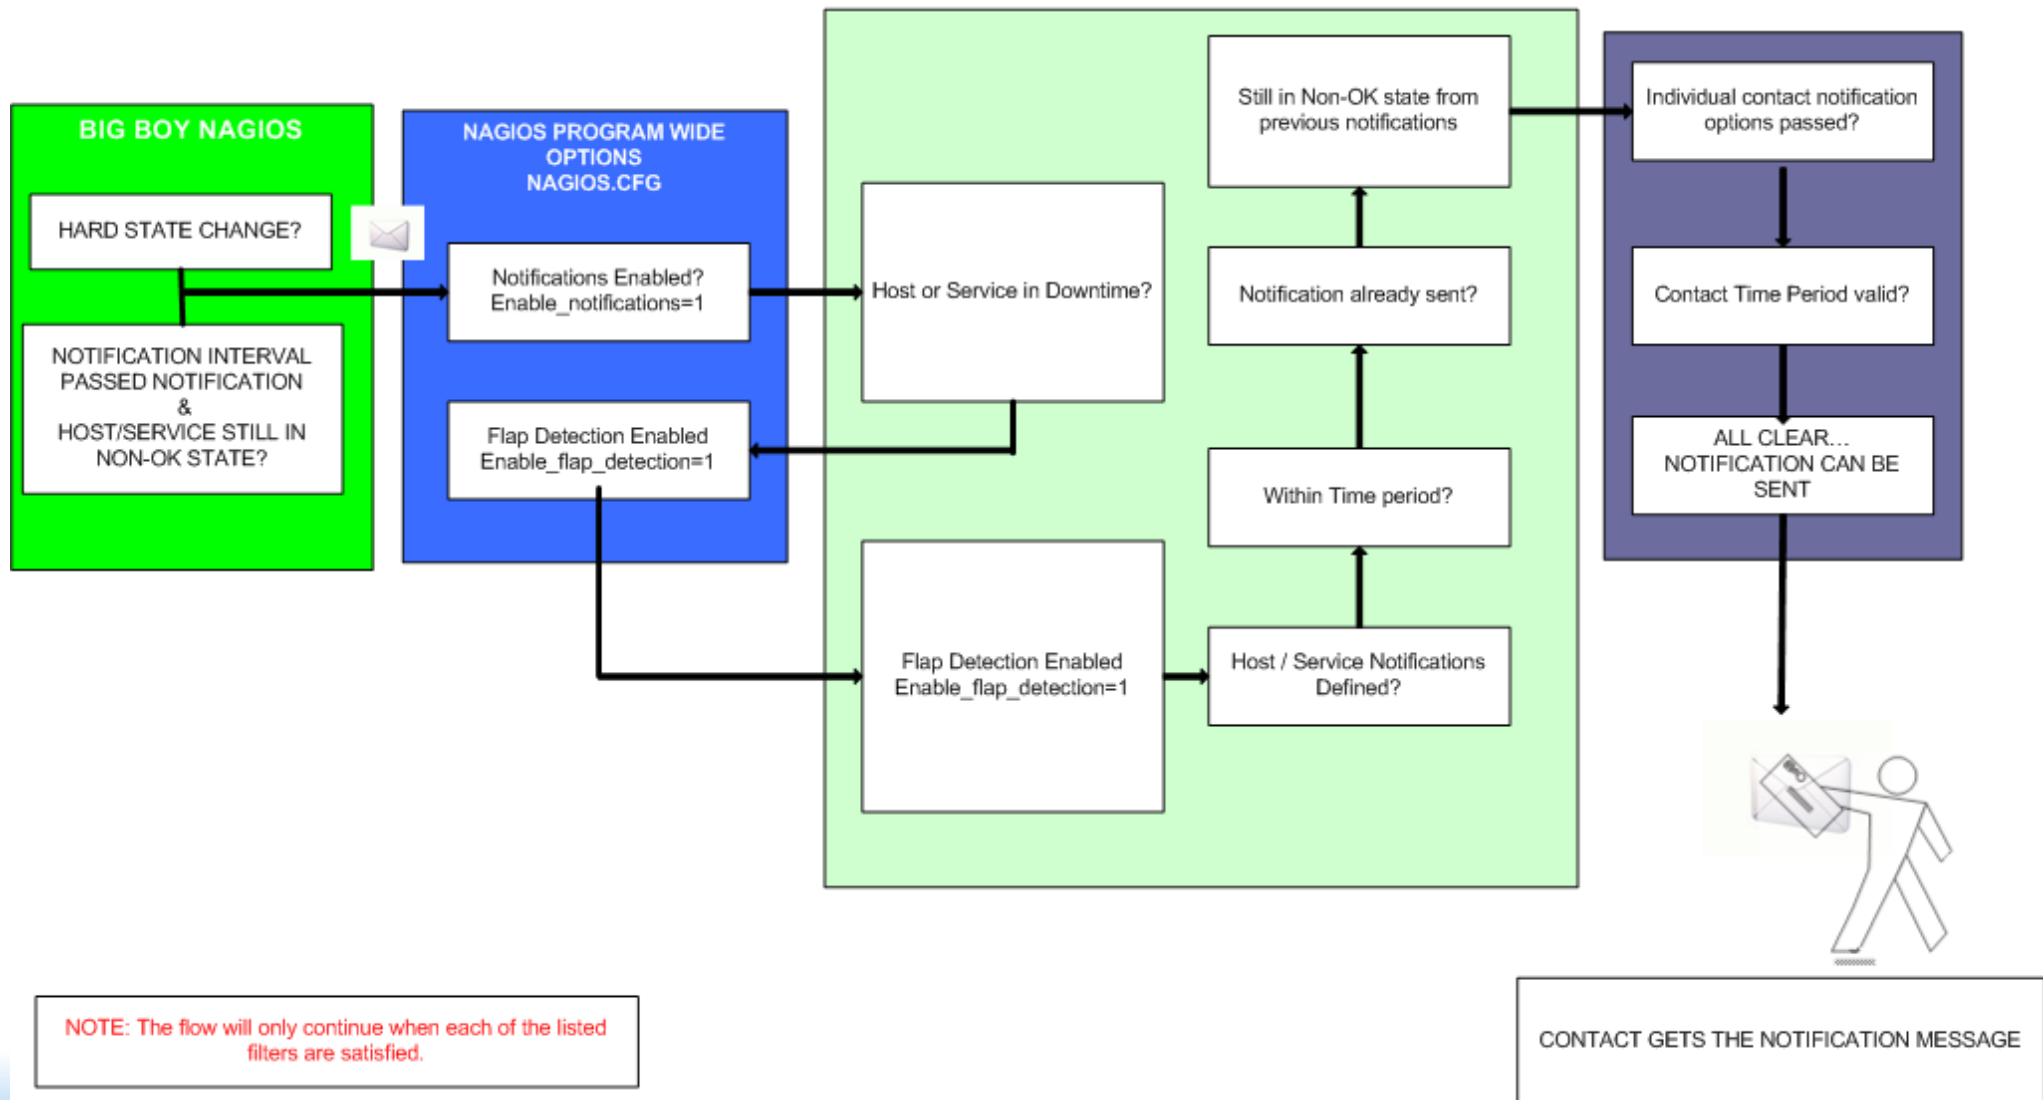 BIG BOY NAGIOS
HARD STATE CHANGE?
NOTIFICATION INTERVAL
PASSED NOTIFICATION
&
HOST/SERVICE STILL IN
NON-OK STATE?
NAGIOS PROGRAM WIDE
OPTIONS
NAGIOS.CFG
Notifications Enabled?
Enable_notifications=1
Flap Detection Enabled
Enable_flap_detection=1
Host or Service in Downtime?
Flap Detection Enabled
Enable_flap_detection=1
Still in Non-OK state from
previous notifications
Notification already sent?
Within Time period?
Host / Service Notifications
Defined?
Individual contact notification
options passed?
Contact Time Period valid?
ALL CLEAR...
NOTIFICATION CAN BE
SENT
NOTE: The flow will only continue when each of the listed
filters are satisfied.
CONTACT GETS THE NOTIFICATION MESSAGE